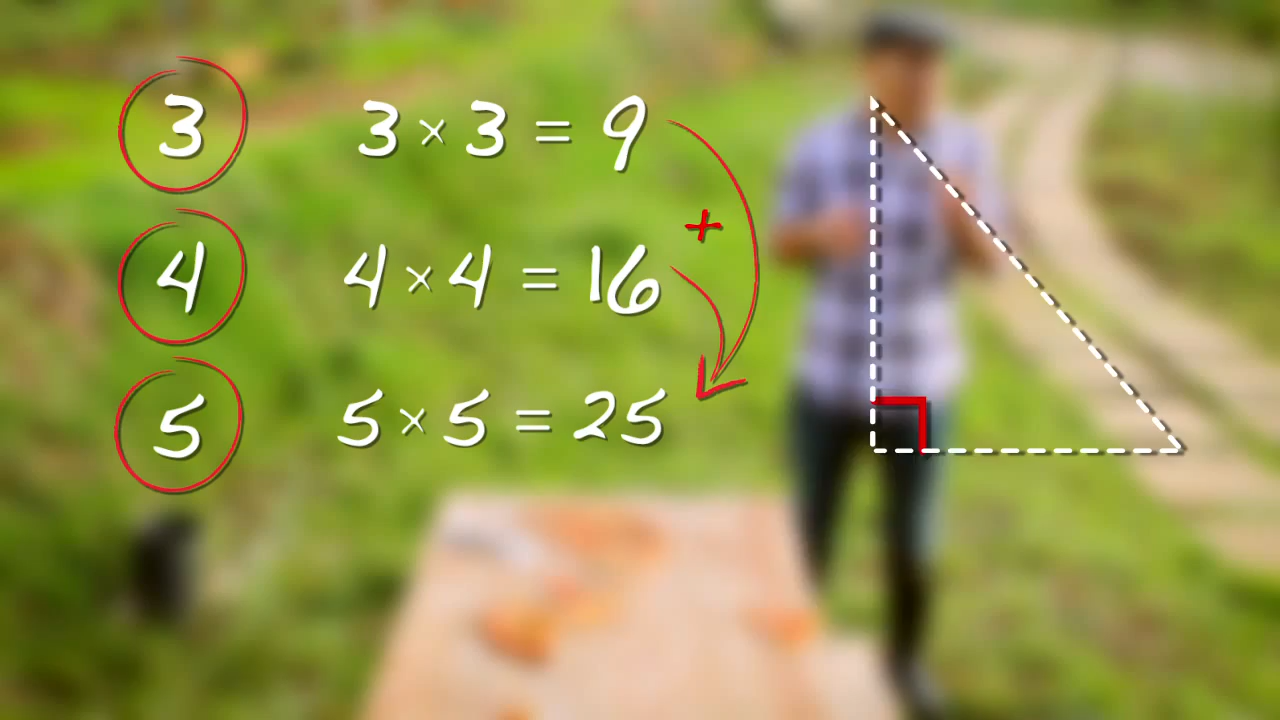 3 3 × 3 = 9
+
4 4 × 4 = 16
5 5 × 5 = 25